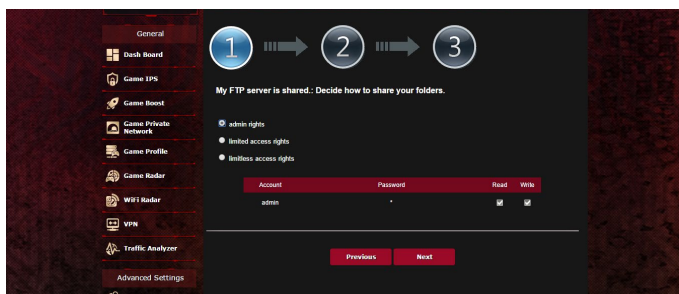 General
Dash Board
Game IPS
Game Boost
Game Private
Network
Game Profile
Game Radar
WiFi Radar
VPN
Traffic Analyzer
Advanced Settings
1
2
3
My FTP server is shared.: Decide how to share your folders.
admin rights
limited access rights
limitless access rights
Account Password Read Write
admin *
Previous Next